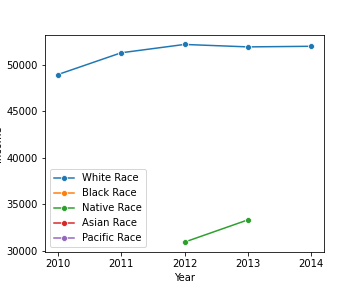 50000
45000
40000
35000
30000
White Race
Black Race
Native Race
Asian Race
Pacific Race
2010 2011 2012 2013 2014
Year